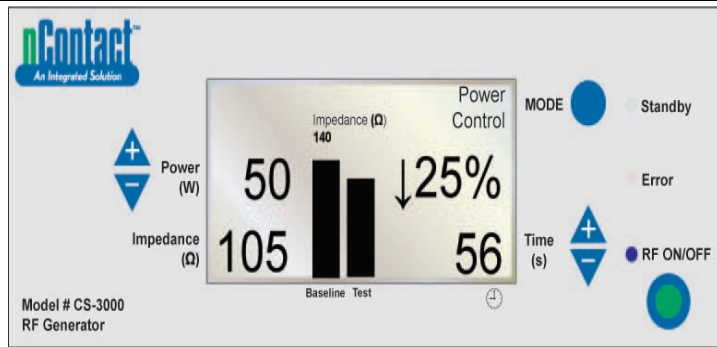 nContact™
An Integrated Solution
Power
Control
MODE
Standby
Impedance (Ω)
140
+
−
Power
(W)
50
↓25%
Error
Impedance
(Ω)
105
56
Time
(s)
+
−
RF ON/OFF
Baseline Test
Model # CS-3000
RF Generator